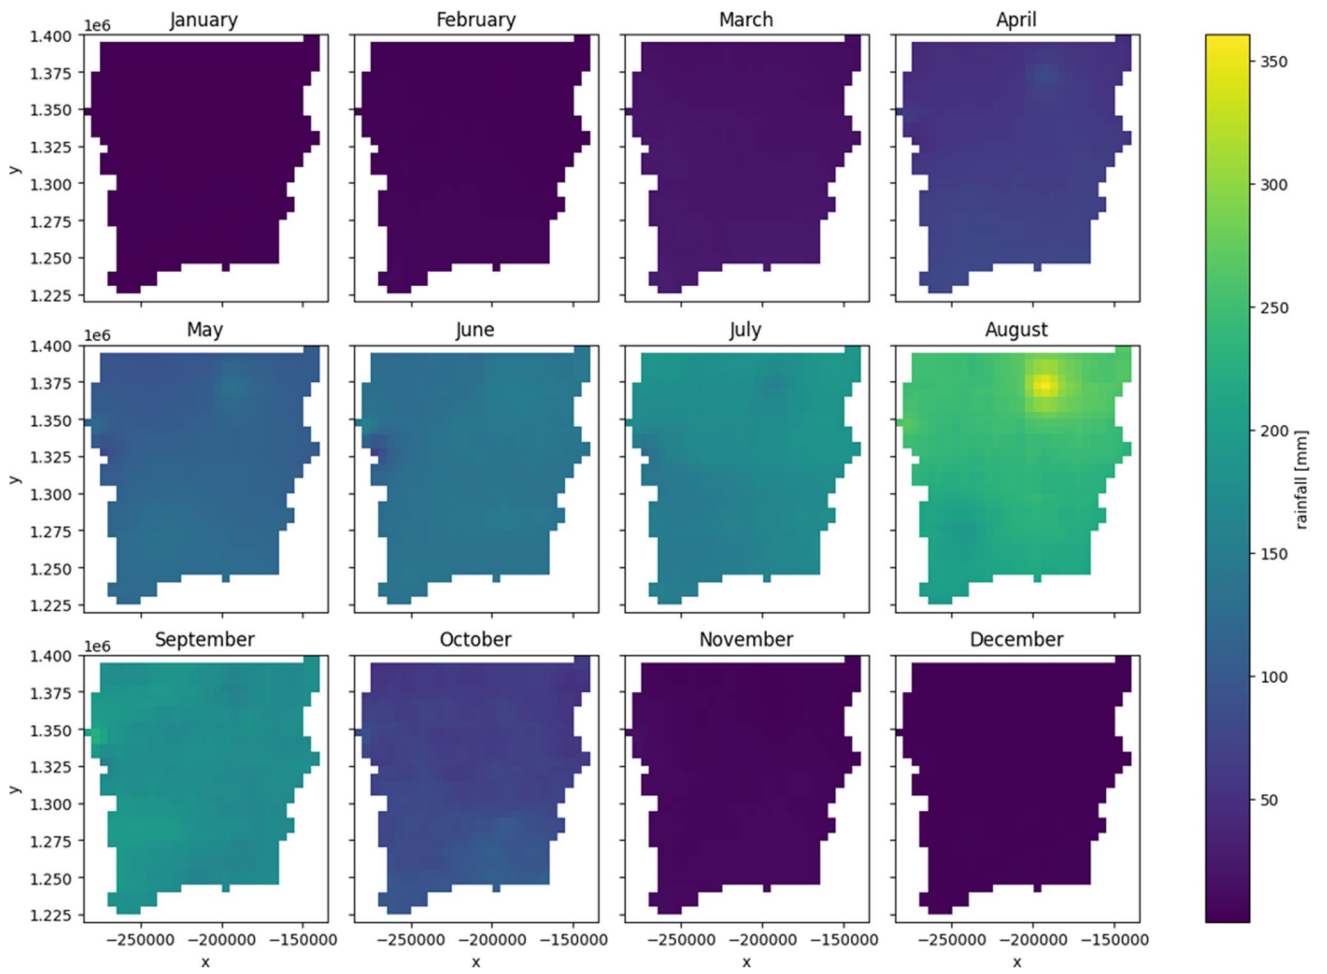 January
February
March
April
1e6
1.400
1.375
1.350
1.325
1.300
1.275
1.250
1.225
y
May
June
July
August
1e6
1.400
1.375
1.350
1.325
1.300
1.275
1.250
1.225
y
September
October
November
December
1e6
1.400
1.375
1.350
1.325
1.300
1.275
1.250
1.225
y
−250000 −200000 −150000
−250000 −200000 −150000
−250000 −200000 −150000
−250000 −200000 −150000
x
x
x
x
350
300
250
200
150
100
50
rainfall [mm]